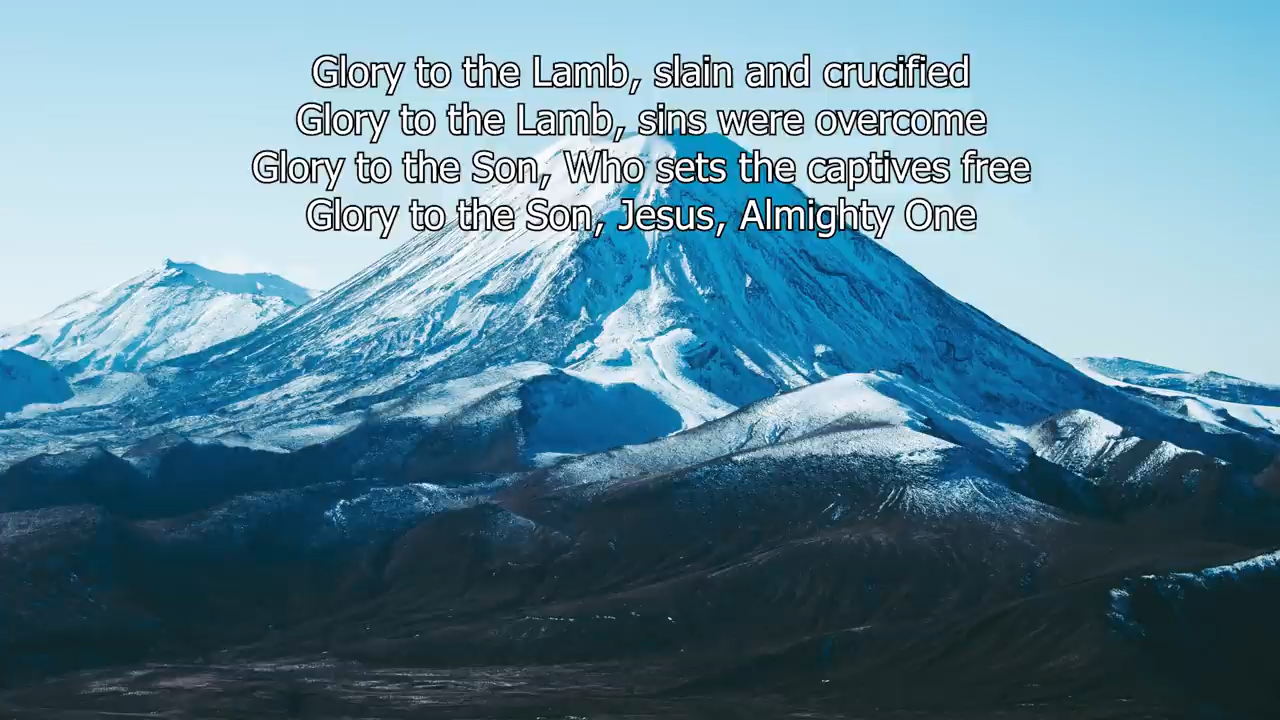 Glory to the Lamb, slain and crucified
Glory to the Lamb, sins were overcome
Glory to the Son, Who sets the captives free
Glory to the Son, Jesus, Almighty One